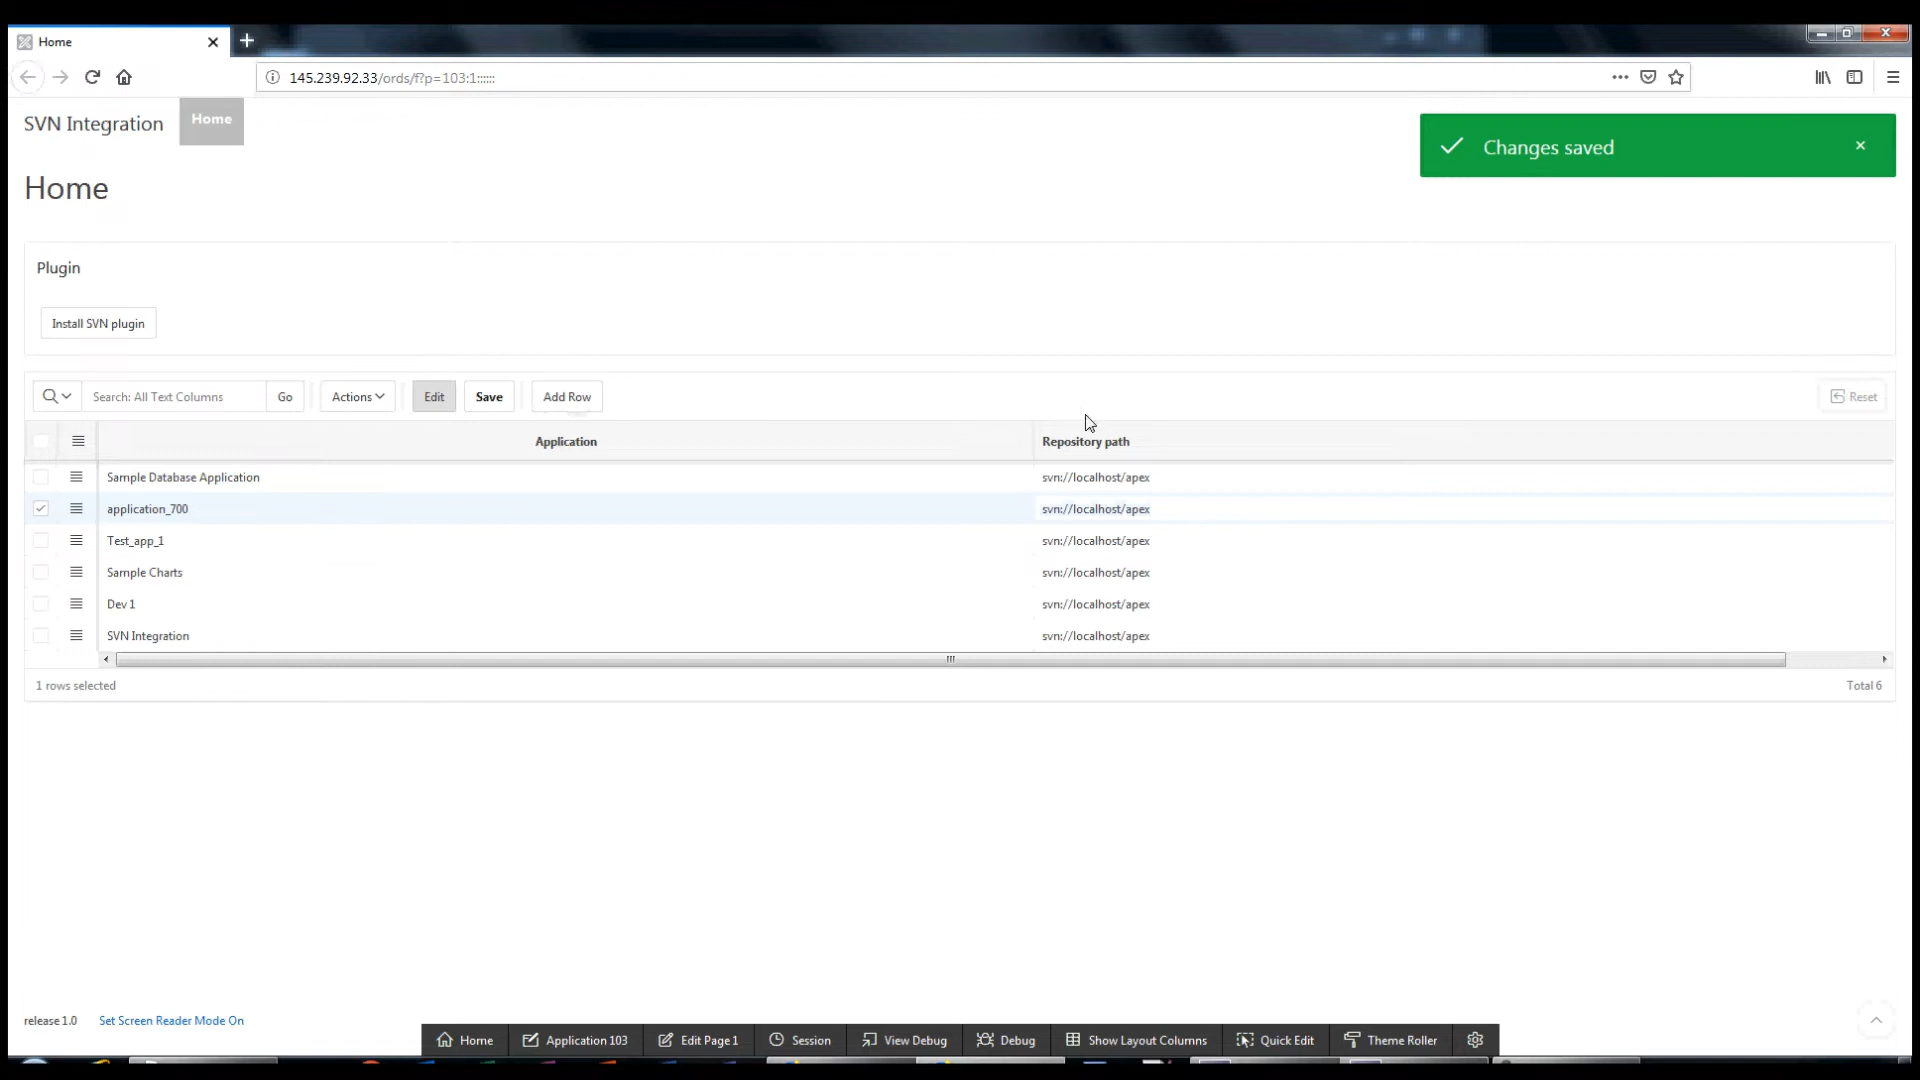 Home
145.239.92.33/ords/f?p=103:1::::::
SVN Integration Home
Changes saved
Home
Plugin
Install SVN plugin
Search: All Text Columns Go Actions Edit Save Add Row Reset
Application Repository path
Sample Database Application svn://localhost/apex
application_700 svn://localhost/apex
Test_app_1 svn://localhost/apex
Sample Charts svn://localhost/apex
Dev 1 svn://localhost/apex
SVN Integration svn://localhost/apex
1 rows selected Total 6
release 1.0 Set Screen Reader Mode On
Home Application 103 Edit Page 1 Session View Debug Debug Show Layout Columns Quick Edit Theme Roller